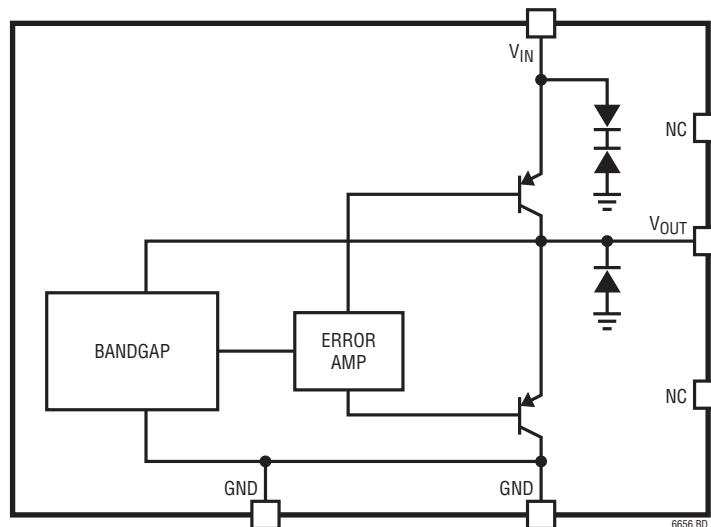 VIN
NC
VOUT
BANDGAP
ERROR
AMP
NC
GND
GND
6656 BD